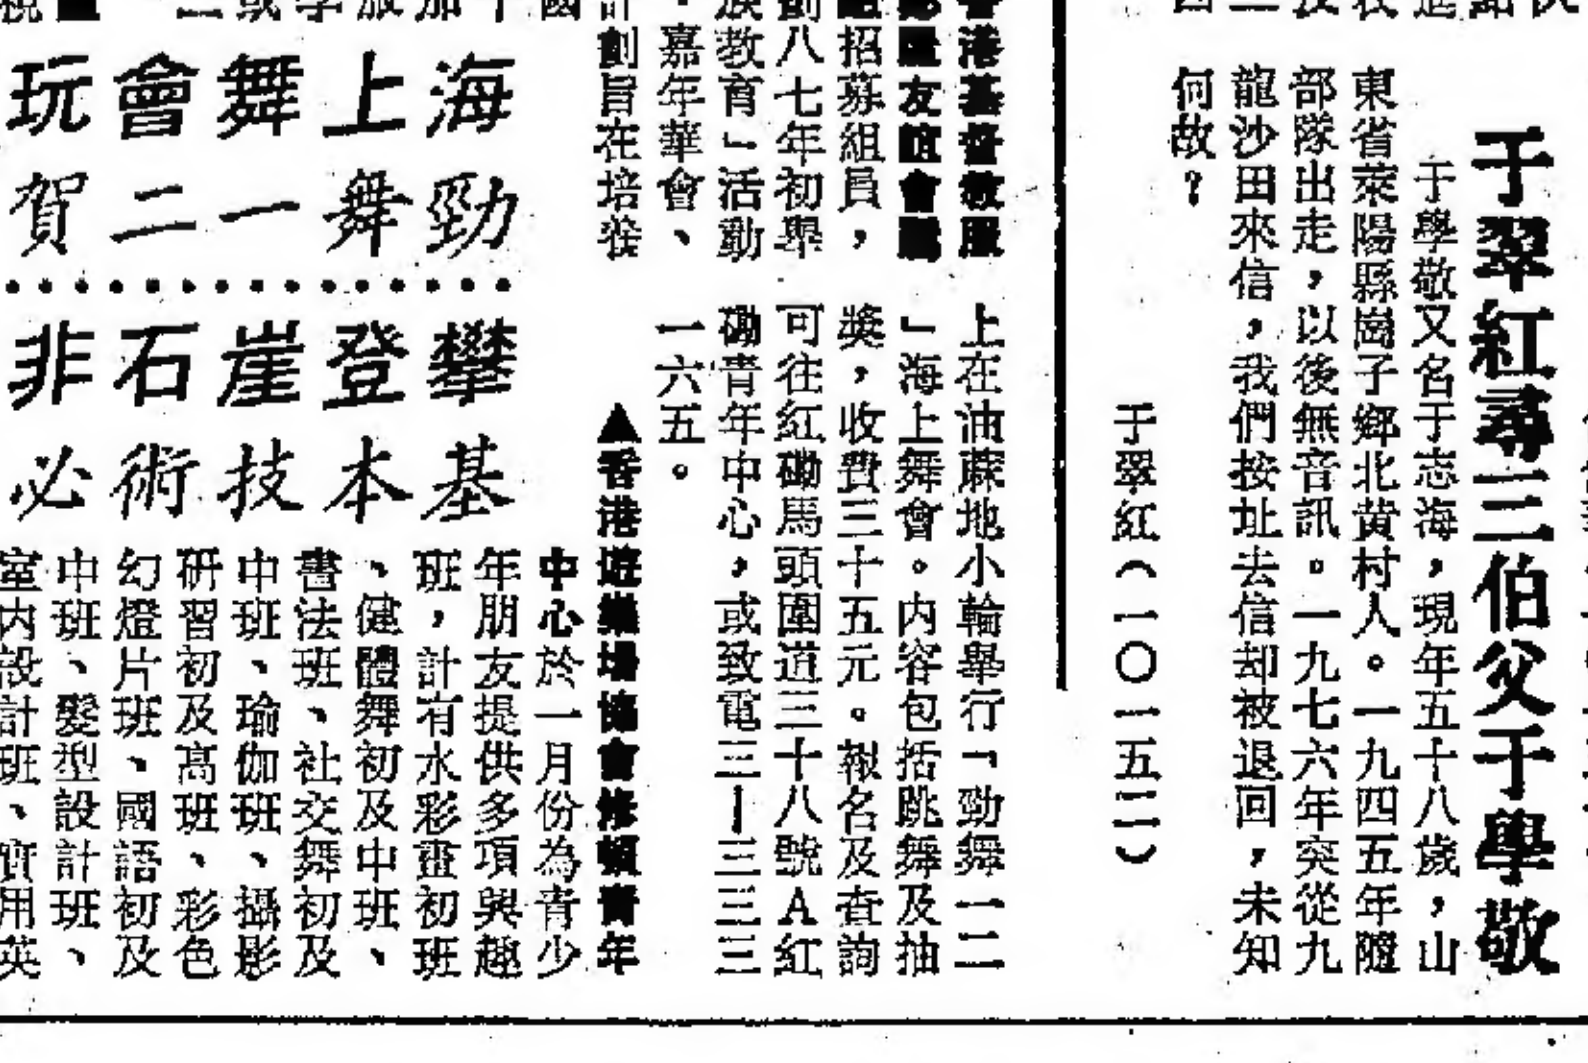 于翠紅尋三伯父于學敬
于學敬又名于志海，現年五十八歲，山
東省萊陽縣崗子鄉北黄村人。一九四五年隨
部隊出走，以後無音訊。一九七六年突從九
龍沙田來信，我們按址去信却被退回，未知
何故？
于翠紅（一〇一五二）
香港基督教服
友誼會
招募組員，
劃八七年初舉
族教育」活動
、嘉年華會、
計劃旨在培養
上在油蔴地小輪舉行「勁舞一二
」海上舞會。内容包括跳舞及抽
獎，收費三十五元。報名及查詢
可往紅磡馬頭圍道三十八號A紅
磡青年中心，或致電三—三三三
一六五。
▲香港遊樂場協會修頓青年
中心於一月份為青少
年朋友提供多項與趣
班，計有水彩畫初班
、健體舞初及中班、
書法班、社交舞初及
中班、瑜伽班、攝影
研習初及高班、彩色
幻燈片班、國語初及
中班、髮型設計班、
室内設計班、實用英
海上舞會玩
勁舞一二賀
攀登崖石非
基本技術必